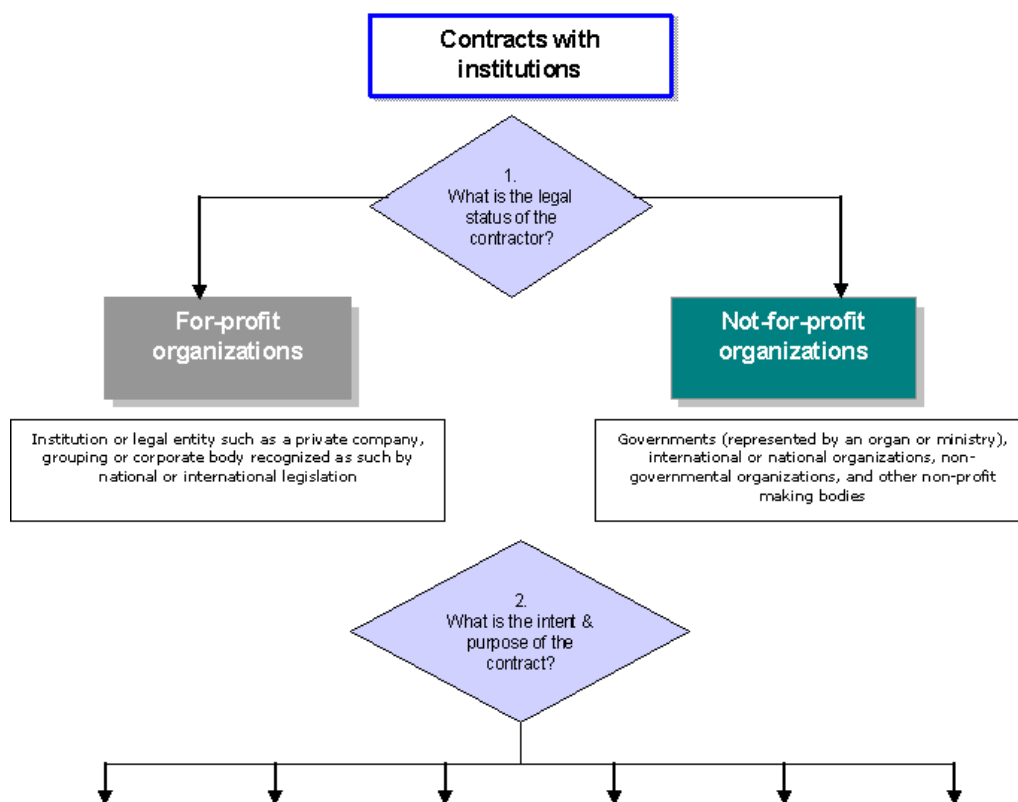 Contracts with
institutions
1.
What is the legal
status of the
contractor?
For-profit
organizations
Not-for-profit
organizations
Institution or legal entity such as a private company,
grouping or corporate body recognized as such by
national or international legislation
Governments (represented by an organ or ministry),
international or national organizations, non-
governmental organizations, and other non-profit
making bodies
2.
What is the intent &
purpose of the
contract?